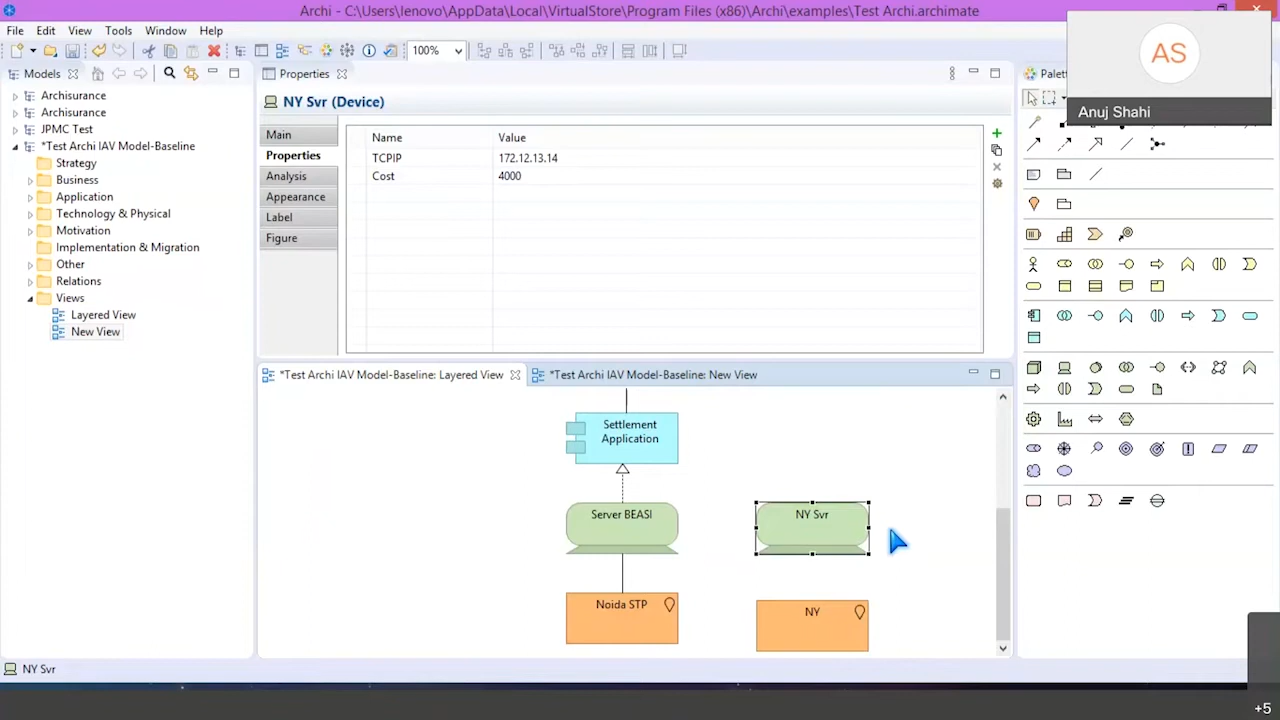 Archi - C:\Users\lenovo\AppData\Local\VirtualStore\Program Files (x86)\Archi\examples\Test Archi.archimate
File Edit View Tools Window Help
100%
Models
Properties
Palett
AS
Anuj Shahi
Archisurance
Archisurance
JPMC Test
*Test Archi IAV Model-Baseline
Strategy
Business
Application
Technology & Physical
Motivation
Implementation & Migration
Other
Relations
Views
Layered View
New View
NY Svr (Device)
Main
Properties
Analysis
Appearance
Label
Figure
Name Value
TCPIP 172.12.13.14
Cost 4000
*Test Archi IAV Model-Baseline: Layered View
*Test Archi IAV Model-Baseline: New View
Settlement
Application
Server BEASI
NY Svr
Noida STP
NY
NY Svr
+5